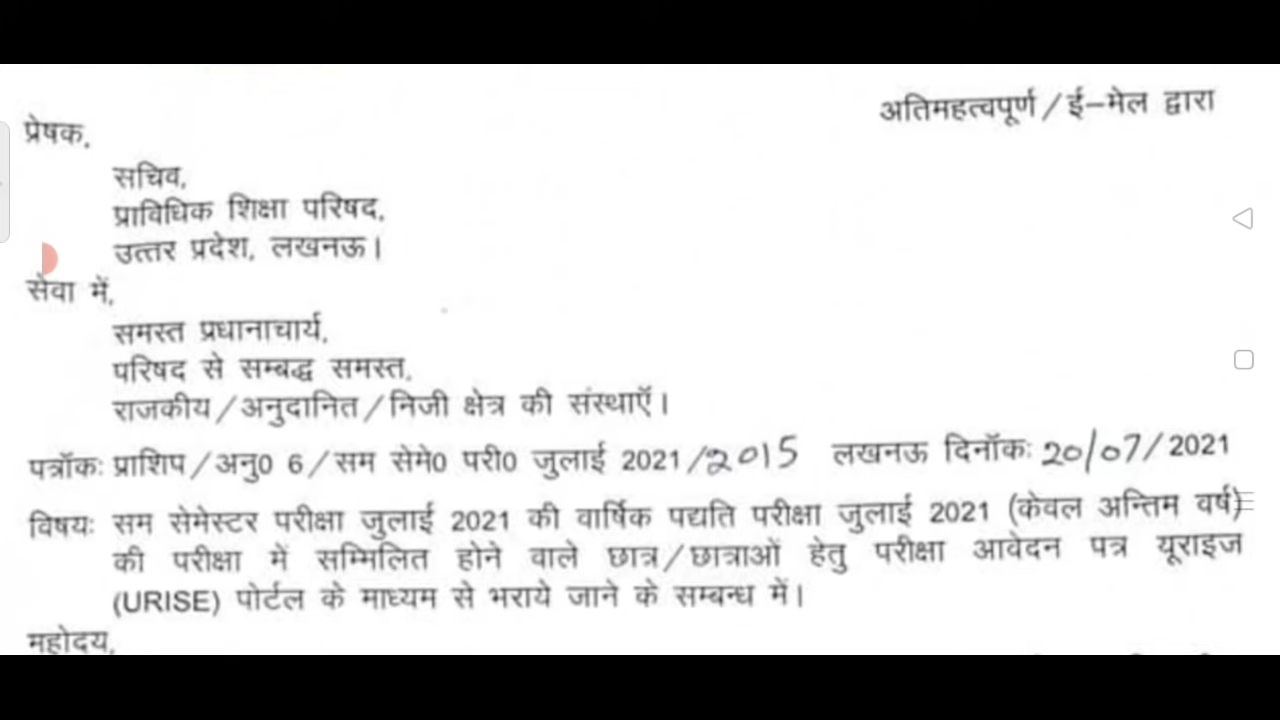 अतिमहत्वपूर्ण/ई–मेल द्वारा
प्रेषक,
सचिव,
प्राविधिक शिक्षा परिषद,
उत्तर प्रदेश, लखनऊ।
सेवा में,
समस्त प्रधानाचार्य,
परिषद से सम्बद्ध समस्त,
राजकीय/अनुदानित/निजी क्षेत्र की संस्थाएँ।
पत्रॉकः प्राशिप/अनु0 6/सम सेमे0 परी0 जुलाई 2021/2015 लखनऊ दिनॉकः 20/07/2021
विषयः सम सेमेस्टर परीक्षा जुलाई 2021 की वार्षिक पद्यति परीक्षा जुलाई 2021 (केवल अन्तिम वर्ष)
की परीक्षा में सम्मिलित होने वाले छात्र/छात्राओं हेतु परीक्षा आवेदन पत्र यूराइज
(URISE) पोर्टल के माध्यम से भराये जाने के सम्बन्ध में।
महोदय,